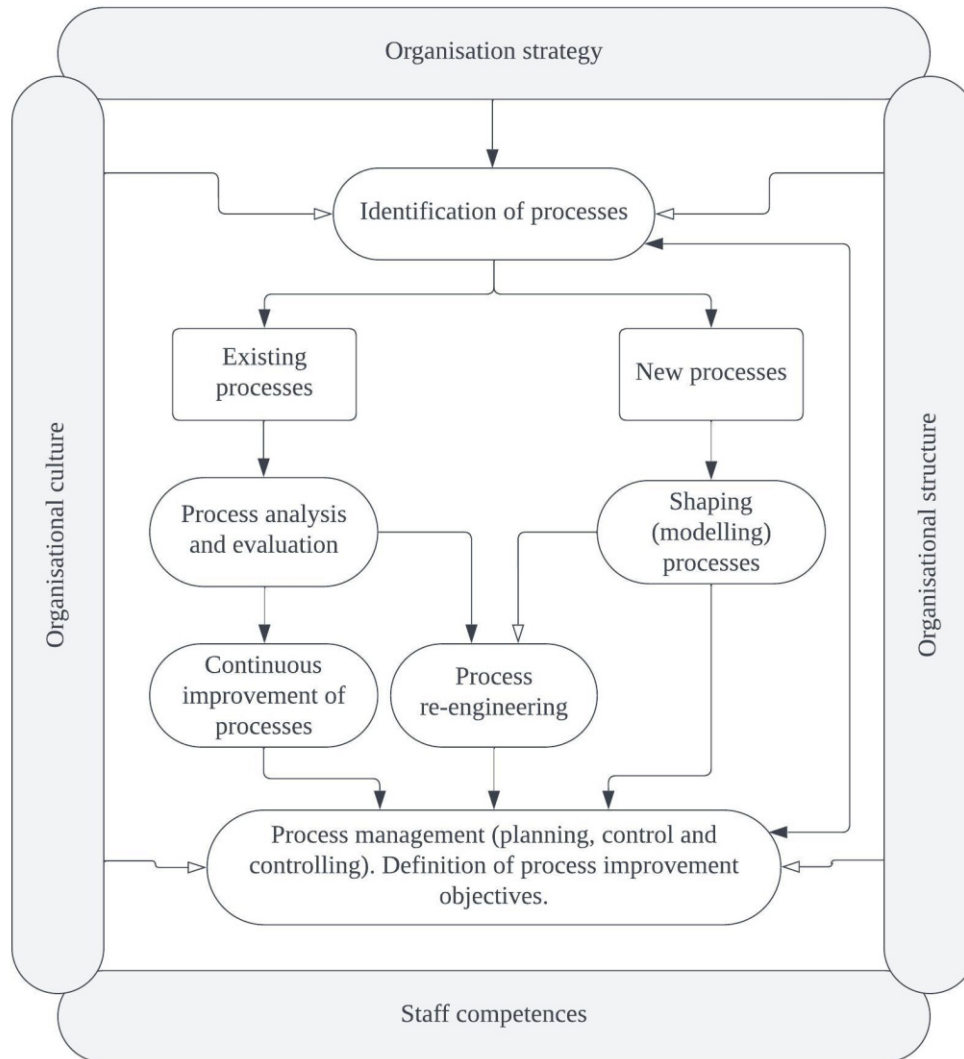 Organisation strategy
Identification of processes
Existing
processes
New processes
Organisational culture
Organisational structure
Process analysis
and evaluation
Shaping
(modelling)
processes
Continuous
improvement of
processes
Process
re-engineering
Process management (planning, control and
controlling). Definition of process improvement
objectives.
Staff competences